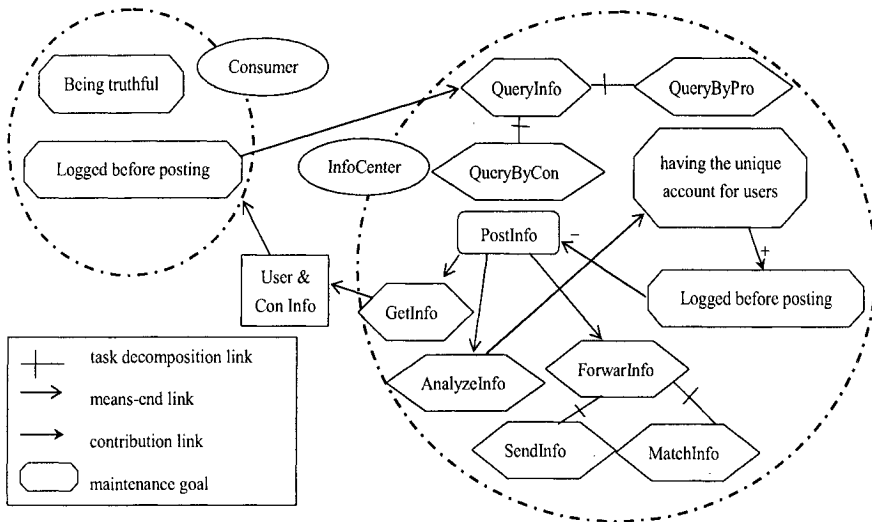 Being truthful
Consumer
Logged before posting
QueryInfo
QueryByPro
InfoCenter
QueryByCon
having the unique
account for users
PostInfo
−
+
User &
Con Info
GetInfo
Logged before posting
AnalyzeInfo
ForwarInfo
SendInfo
MatchInfo
task decomposition link
means-end link
contribution link
maintenance goal